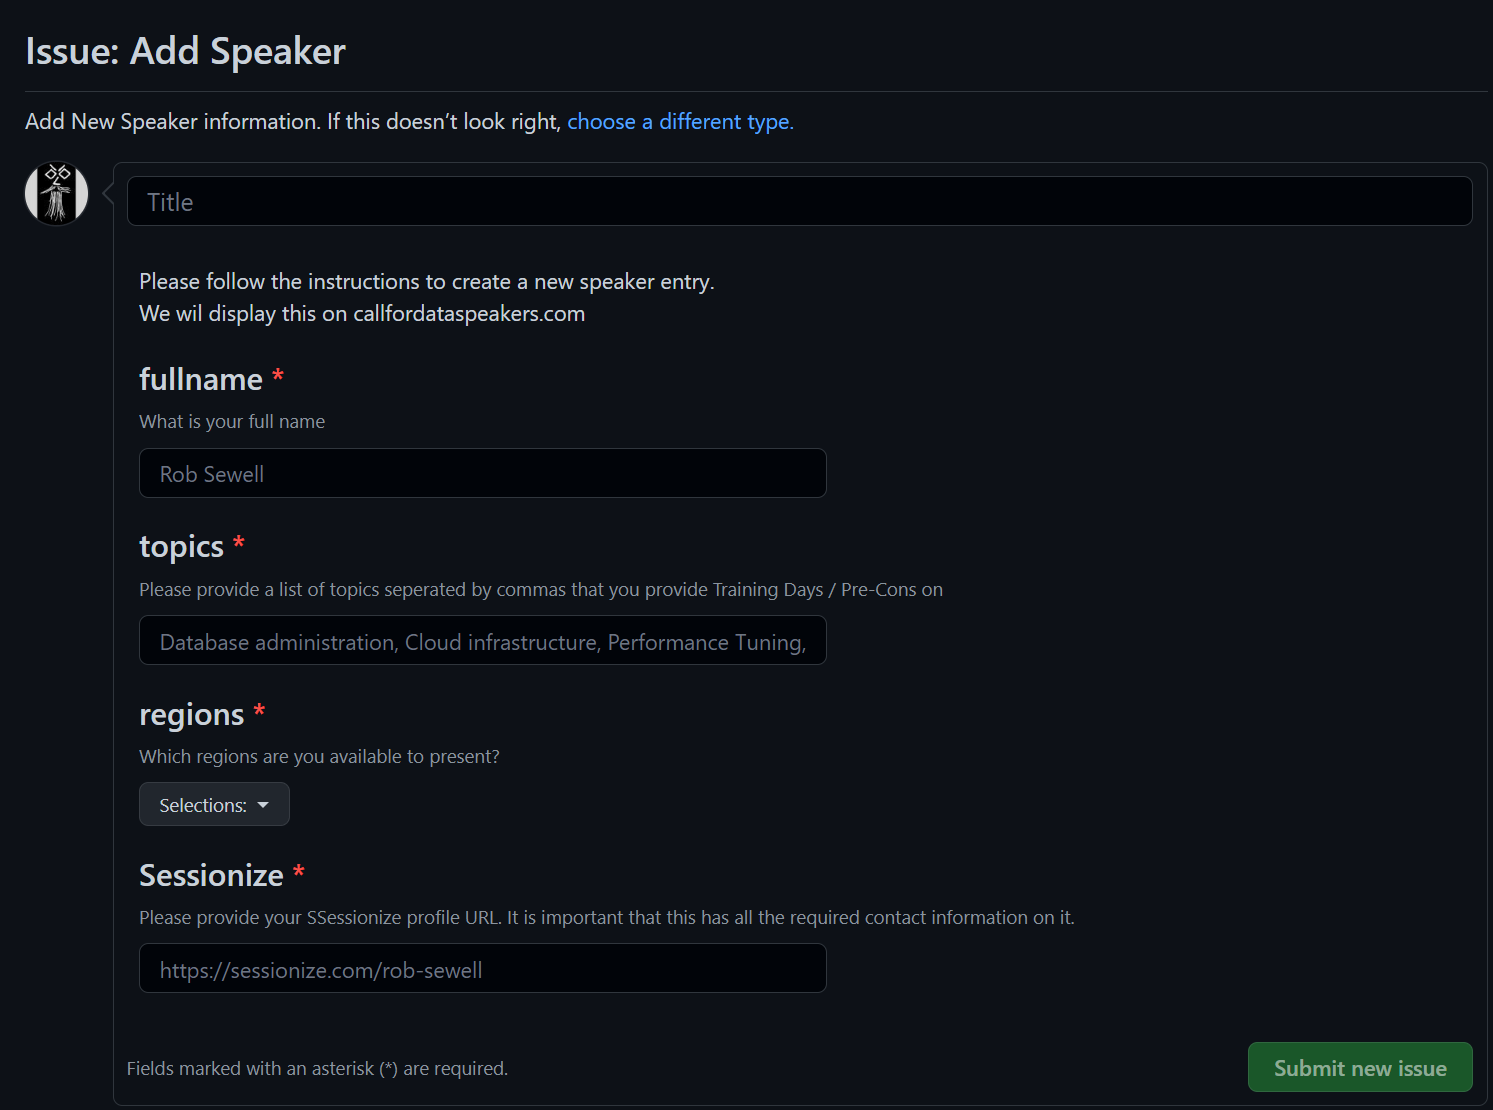 Issue: Add Speaker
Add New Speaker information. If this doesn’t look right, choose a different type.
Title
Please follow the instructions to create a new speaker entry.
We wil display this on callfordataspeakers.com
fullname *
What is your full name
Rob Sewell
topics *
Please provide a list of topics seperated by commas that you provide Training Days / Pre-Cons on
Database administration, Cloud infrastructure, Performance Tuning,
regions *
Which regions are you available to present?
Selections:
Sessionize *
Please provide your SSessionize profile URL. It is important that this has all the required contact information on it.
https://sessionize.com/rob-sewell
Fields marked with an asterisk (*) are required.
Submit new issue